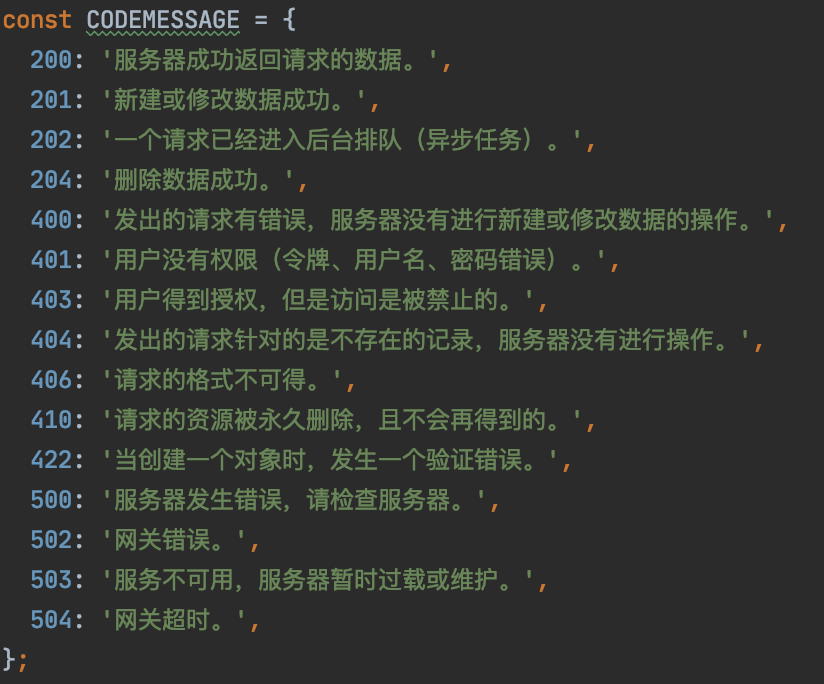 const CODEMESSAGE = {
  200: '服务器成功返回请求的数据。',
  201: '新建或修改数据成功。',
  202: '一个请求已经进入后台排队（异步任务）。',
  204: '删除数据成功。',
  400: '发出的请求有错误，服务器没有进行新建或修改数据的操作。',
  401: '用户没有权限（令牌、用户名、密码错误）。',
  403: '用户得到授权，但是访问是被禁止的。',
  404: '发出的请求针对的是不存在的记录，服务器没有进行操作。',
  406: '请求的格式不可得。',
  410: '请求的资源被永久删除，且不会再得到的。',
  422: '当创建一个对象时，发生一个验证错误。',
  500: '服务器发生错误，请检查服务器。',
  502: '网关错误。',
  503: '服务不可用，服务器暂时过载或维护。',
  504: '网关超时。',
};